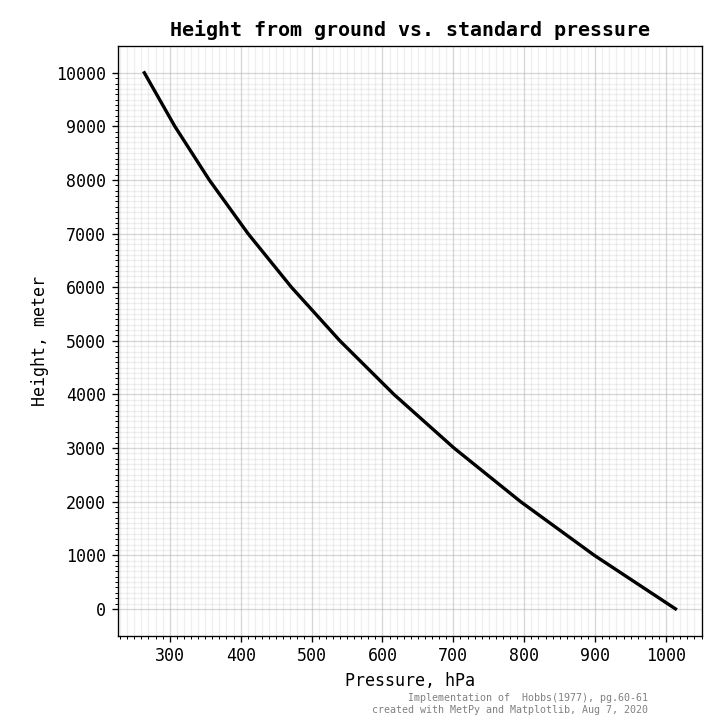 Height from ground vs. standard pressure
10000
9000
8000
7000
6000
5000
4000
3000
2000
1000
0
Height, meter
300 400 500 600 700 800 900 1000
Pressure, hPa
Implementation of  Hobbs(1977), pg.60-61
created with MetPy and Matplotlib, Aug 7, 2020